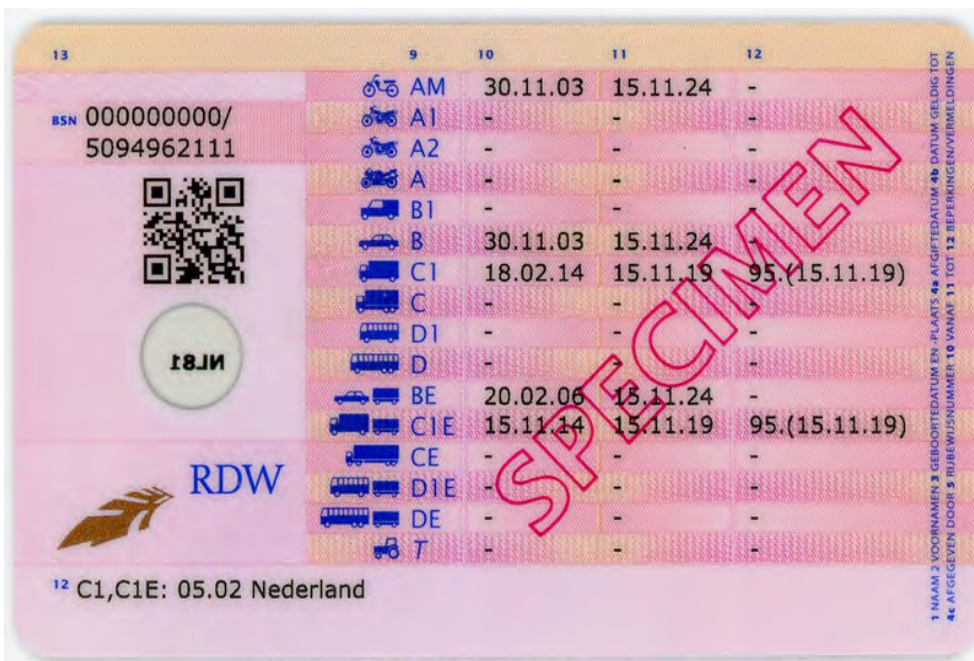 13 9 10 11 12
AM 30.11.03 15.11.24 -
BSN 000000000/
5094962111
A1 - - -
A2 - - -
A - - -
B1 - - -
B 30.11.03 15.11.24 -
C1 18.02.14 15.11.19 95.(15.11.19)
C - - -
D1 - - -
D - - -
BE 20.02.06 15.11.24 -
C1E 15.11.14 15.11.19 95.(15.11.19)
CE - - -
D1E - - -
DE - - -
T - - -
NL81
RDW
12 C1,C1E: 05.02 Nederland
SPECIMEN
1 NAAM 2 VOORNAMEN 3 GEBOORTEDATUM EN -PLAATS 4a AFGIFTEDATUM 4b DATUM GELDIG TOT
4c AFGEGEVEN DOOR 5 RIJBEWIJSNUMMER 10 VANAF 11 TOT 12 BEPERKINGEN/VERMELDINGEN